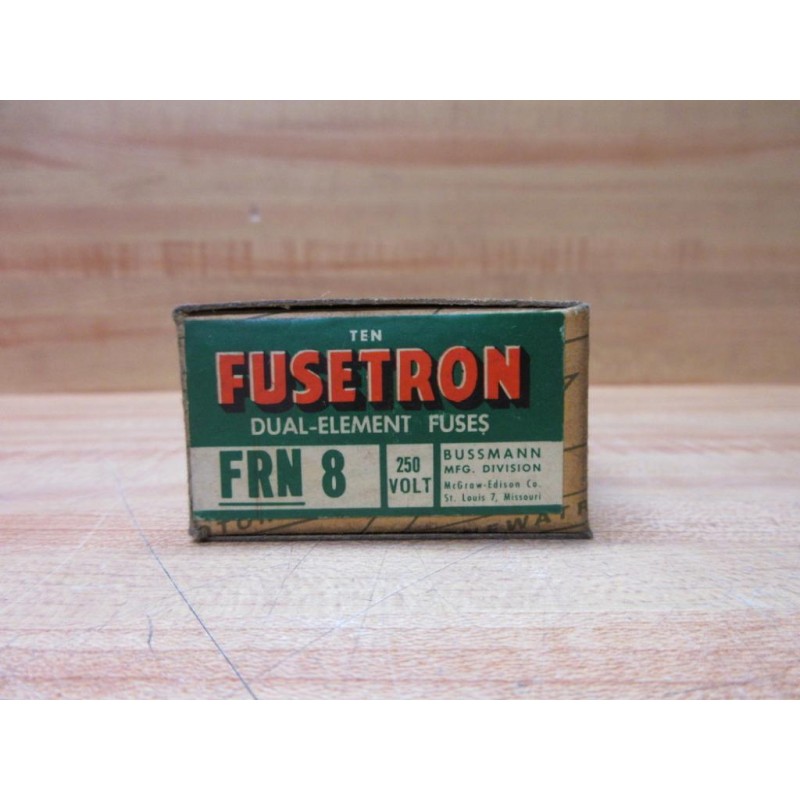 TEN
FUSETRON
DUAL-ELEMENT FUSES
FRN 8
250
VOLT
BUSSMANN
MFG. DIVISION
McGraw-Edison Co.
St. Louis 7, Missouri